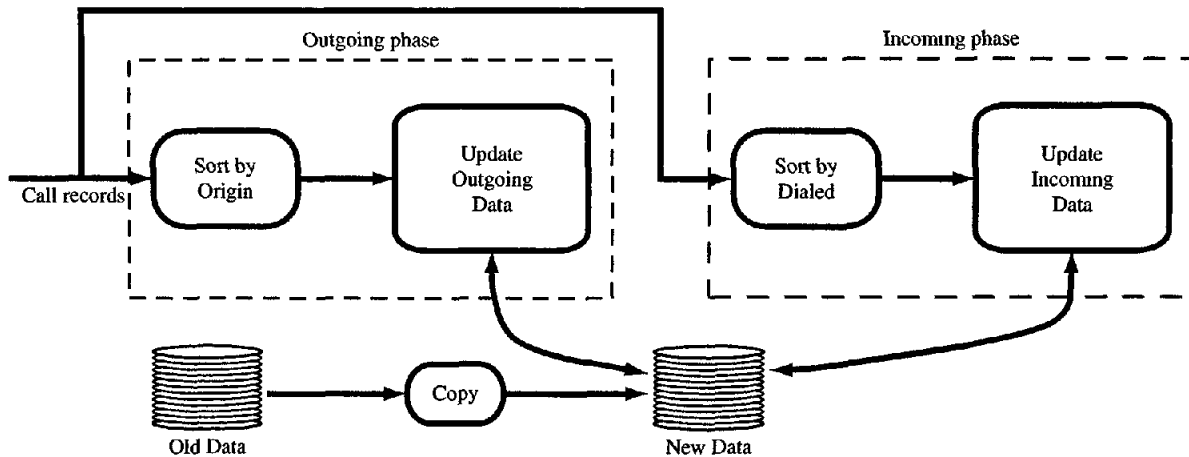 Outgoing phase
Incoming phase
Call records
Sort by
Origin
Update
Outgoing
Data
Sort by
Dialed
Update
Incoming
Data
Old Data
Copy
New Data